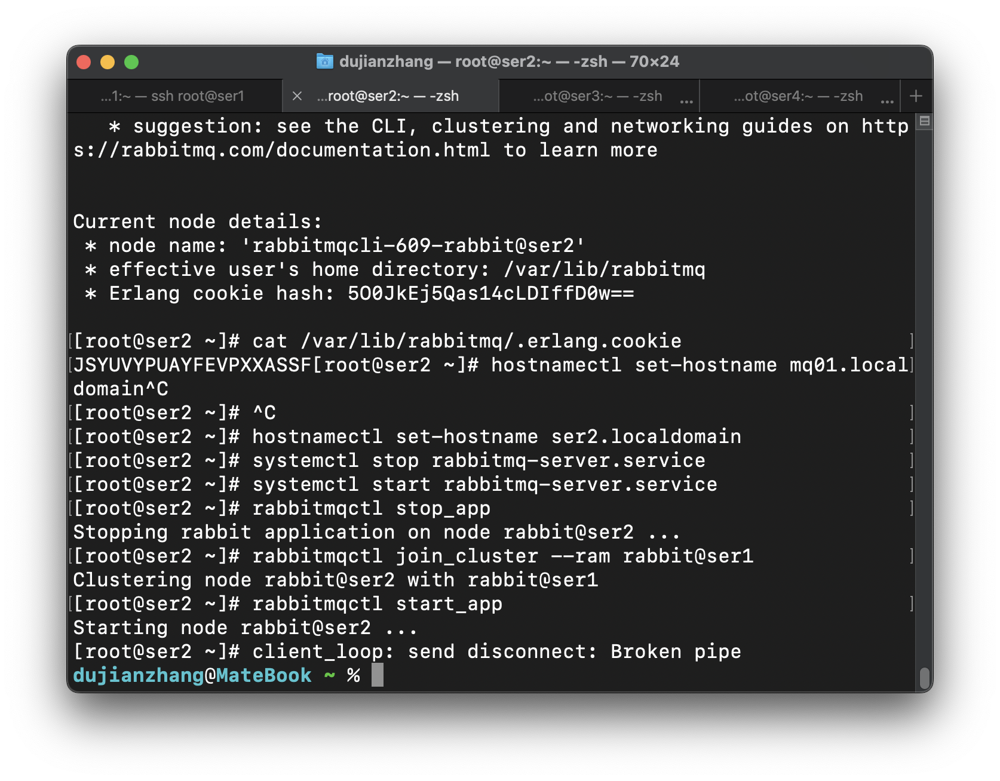 dujianzhang — root@ser2:~ — -zsh — 70×24
...1:~ — ssh root@ser1
...root@ser2:~ — -zsh
...ot@ser3:~ — -zsh ...
...ot@ser4:~ — -zsh ...
* suggestion: see the CLI, clustering and networking guides on http
s://rabbitmq.com/documentation.html to learn more
Current node details:
* node name: 'rabbitmqcli-609-rabbit@ser2'
* effective user's home directory: /var/lib/rabbitmq
* Erlang cookie hash: 5O0JkEj5Qas14cLDIffD0w==
[root@ser2 ~]# cat /var/lib/rabbitmq/.erlang.cookie
JSYUVYPUAYFEVPXXASSF[root@ser2 ~]# hostnamectl set-hostname mq01.local
domain^C
[root@ser2 ~]# ^C
[root@ser2 ~]# hostnamectl set-hostname ser2.localdomain
[root@ser2 ~]# systemctl stop rabbitmq-server.service
[root@ser2 ~]# systemctl start rabbitmq-server.service
[root@ser2 ~]# rabbitmqctl stop_app
Stopping rabbit application on node rabbit@ser2 ...
[root@ser2 ~]# rabbitmqctl join_cluster --ram rabbit@ser1
Clustering node rabbit@ser2 with rabbit@ser1
[root@ser2 ~]# rabbitmqctl start_app
Starting node rabbit@ser2 ...
[root@ser2 ~]# client_loop: send disconnect: Broken pipe
dujianzhang@MateBook ~ %